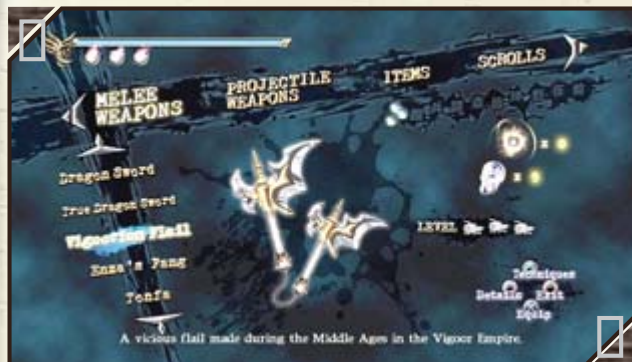 MELEE
WEAPONS
PROJECTILE
WEAPONS
ITEMS
SCROLLS
Dragon Sword
True Dragon Sword
Vigoorian Flail
Enma's Fang
Tonfa
LEVEL
Techniques
Details Exit
Equip
A vicious flail made during the Middle Ages in the Vigoor Empire.